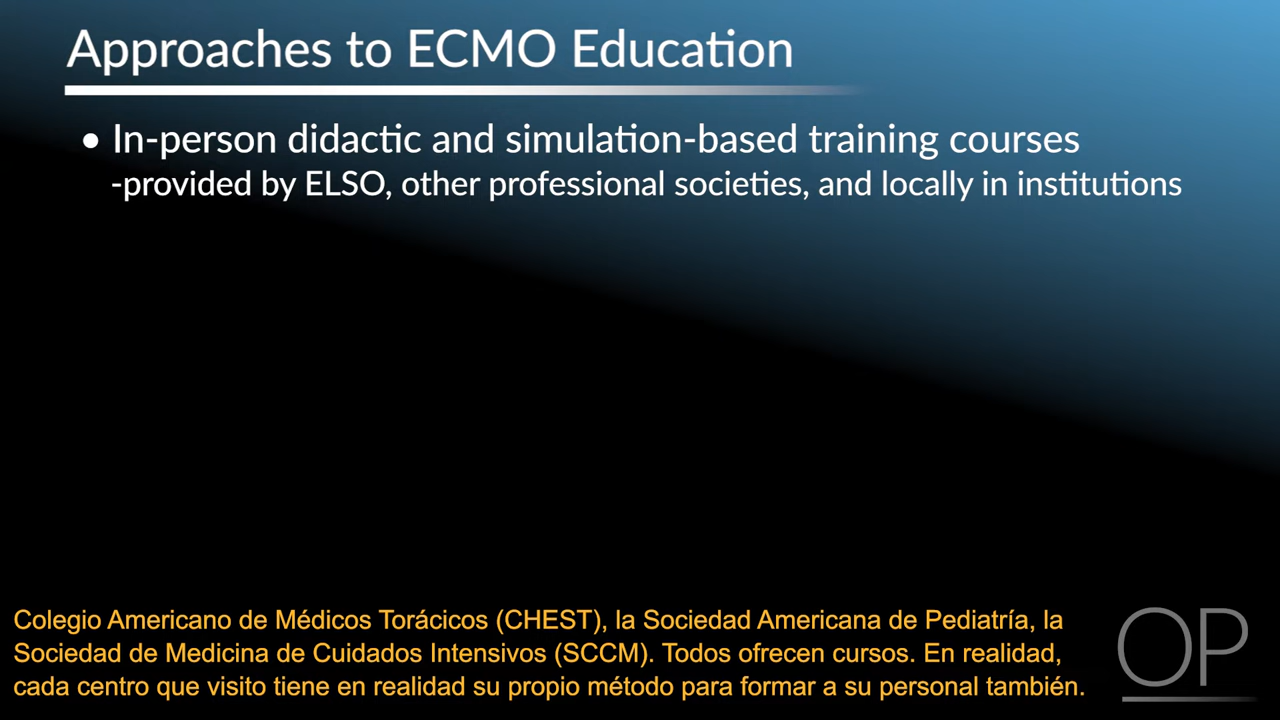 Approaches to ECMO Education
• In-person didactic and simulation-based training courses
-provided by ELSO, other professional societies, and locally in institutions
Colegio Americano de Médicos Torácicos (CHEST), la Sociedad Americana de Pediatría, la
Sociedad de Medicina de Cuidados Intensivos (SCCM). Todos ofrecen cursos. En realidad,
cada centro que visito tiene en realidad su propio método para formar a su personal también.
OP